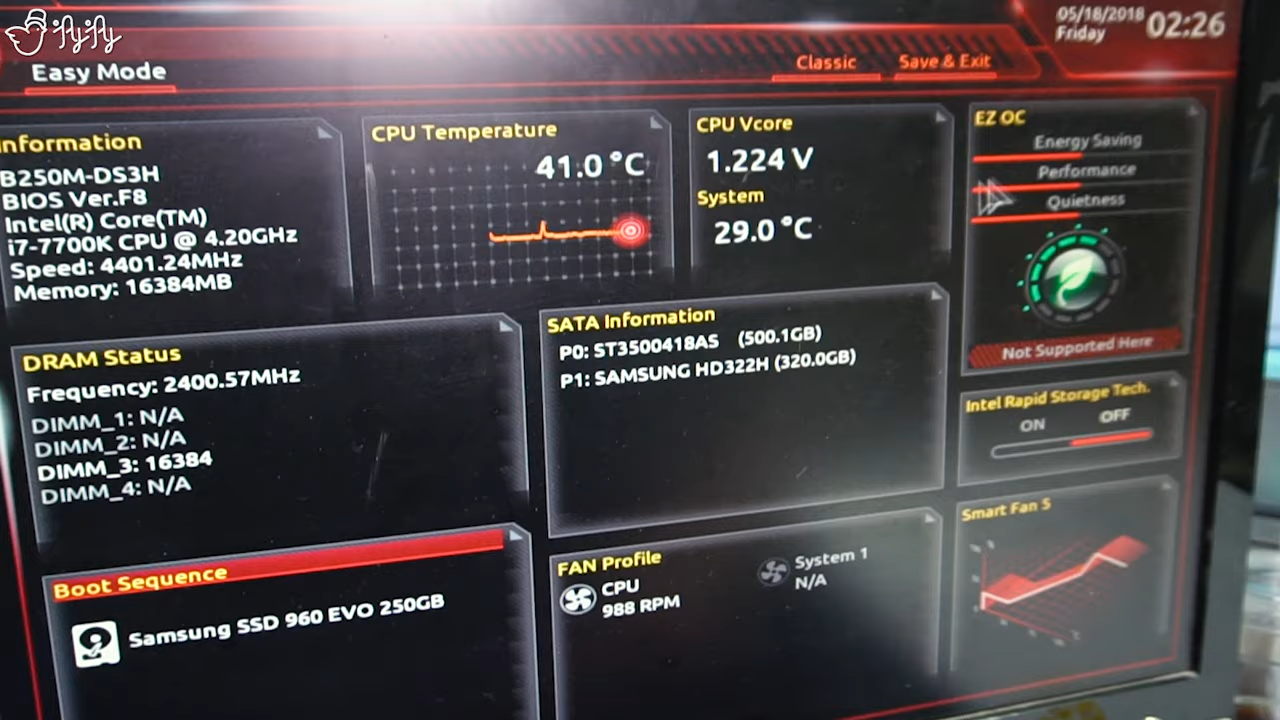 Easy Mode
Classic
Save & Exit
05/18/2018
Friday
02:26
Information
B250M-DS3H
BIOS Ver.F8
Intel(R) Core(TM)
i7-7700K CPU @ 4.20GHz
Speed: 4401.24MHz
Memory: 16384MB
CPU Temperature
41.0 °C
CPU Vcore
1.224 V
System
29.0 °C
EZ OC
Energy Saving
Performance
Quietness
Not Supported Here
DRAM Status
Frequency: 2400.57MHz
DIMM_1: N/A
DIMM_2: N/A
DIMM_3: 16384
DIMM_4: N/A
SATA Information
P0: ST3500418AS (500.1GB)
P1: SAMSUNG HD322H (320.0GB)
Intel Rapid Storage Tech.
ON OFF
Boot Sequence
Samsung SSD 960 EVO 250GB
FAN Profile
CPU
988 RPM
System 1
N/A
Smart Fan 5